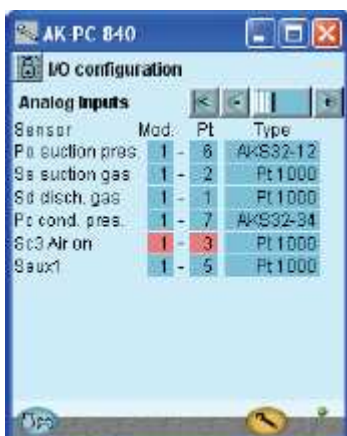 AK-PC 840
I/O configuration
Analog Inputs
Sensor Mod. Pt Type
Po suction pres. 1 - 6 AKS32-12
Ss suction gas 1 - 2 Pt1000
Sd disch. gas 1 - 1 Pt1000
Pc cond. pres. 1 - 7 AKS32-34
Sc3 Air on 1 - 3 Pt1000
Saux1 1 - 5 Pt1000